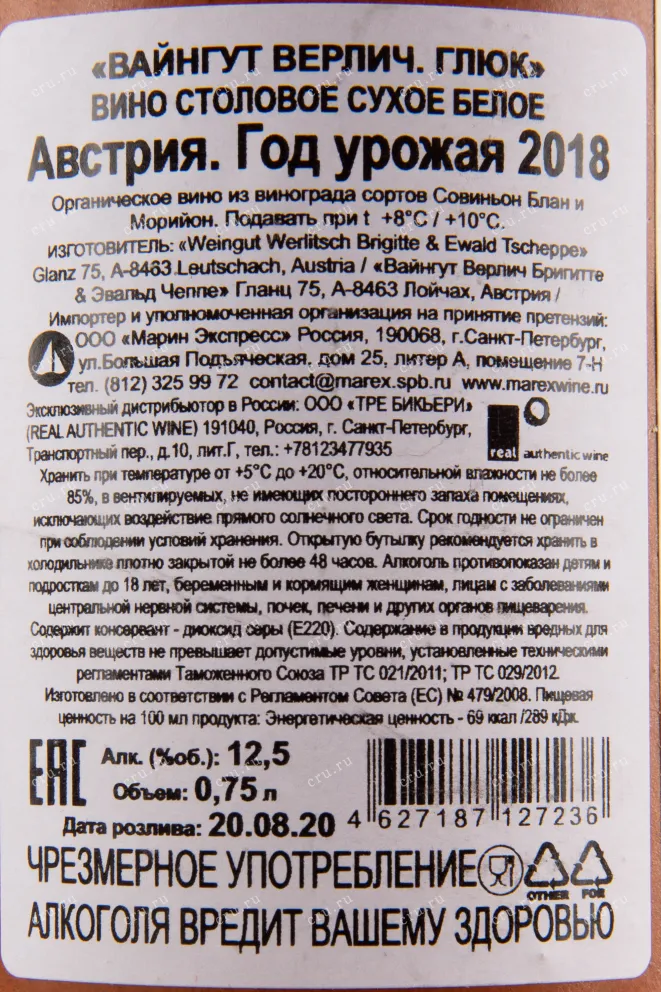 «ВАЙНГУТ ВЕРЛИЧ. ГЛЮК»
ВИНО СТОЛОВОЕ СУХОЕ БЕЛОЕ
Австрия. Год урожая 2018
Органическое вино из винограда сортов Совиньон Блан и
Морийон. Подавать при t +8°C / +10°C.
ИЗГОТОВИТЕЛЬ: «Weingut Werlitsch Brigitte & Ewald Tscheppe»
Glanz 75, A-8463 Leutschach, Austria / «Вайнгут Верлич Бригитте
& Эвальд Чеппе» Гланц 75, А-8463 Лойчах, Австрия /
Импортер и уполномоченная организация на принятие претензий:
ООО «Марин Экспресс» Россия, 190068, г.Санкт-Петербург,
ул.Большая Подъяческая, дом 25, литер А, помещение 7-Н
тел. (812) 325 99 72 contact@marex.spb.ru www.marexwine.ru
Эксклюзивный дистрибьютор в России: ООО «ТРЕ БИКЬЕРИ»
(REAL AUTHENTIC WINE) 191040, Россия, г. Санкт-Петербург,
Транспортный пер., д.10, лит.Г, тел.: +78123477935
real authentic wine
Хранить при температуре от +5°C до +20°C, относительной влажности не более
85%, в вентилируемых, не имеющих постороннего запаха помещениях,
исключающих воздействие прямого солнечного света. Срок годности не ограничен
при соблюдении условий хранения. Открытую бутылку рекомендуется хранить в
холодильнике плотно закрытой не более 48 часов. Алкоголь противопоказан детям и
подросткам до 18 лет, беременным и кормящим женщинам, лицам с заболеваниями
центральной нервной системы, почек, печени и других органов пищеварения.
Содержит консервант - диоксид серы (Е220). Содержание в продукции вредных для
здоровья веществ не превышает допустимые уровни, установленные техническими
регламентами Таможенного Союза ТР ТС 021/2011; ТР ТС 029/2012
Изготовлено в соответствии с Регламентом Совета (ЕС) № 479/2008. Пищевая
ценность на 100 мл продукта: Энергетическая ценность - 69 ккал /289 кДж.
ЕАС
Алк. (%об.): 12,5
Объем: 0,75 л
Дата розлива: 20.08.20
4 627187 127236
ЧРЕЗМЕРНОЕ УПОТРЕБЛЕНИЕ
OTHER FOR
АЛКОГОЛЯ ВРЕДИТ ВАШЕМУ ЗДОРОВЬЮ